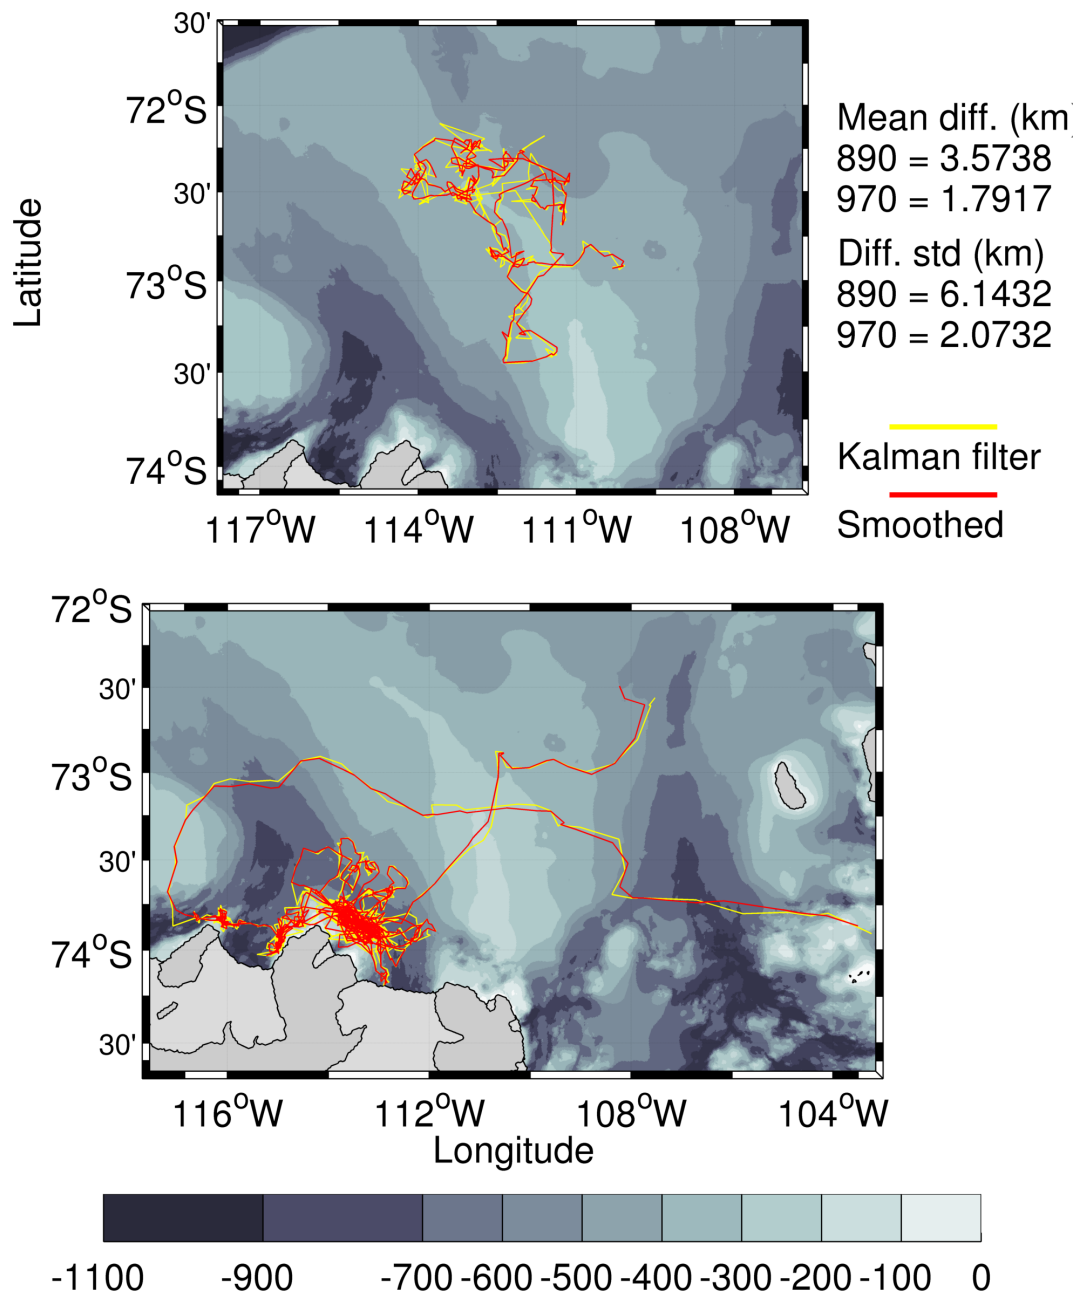 30'
72°S
30'
73°S
30'
74°S
Latitude
117°W 114°W 111°W 108°W
Mean diff. (km)
890 = 3.5738
970 = 1.7917
Diff. std (km)
890 = 6.1432
970 = 2.0732
Kalman filter
Smoothed
72°S
30'
73°S
30'
74°S
30'
116°W 112°W 108°W 104°W
Longitude
-1100 -900 -700 -600 -500 -400 -300 -200 -100 0